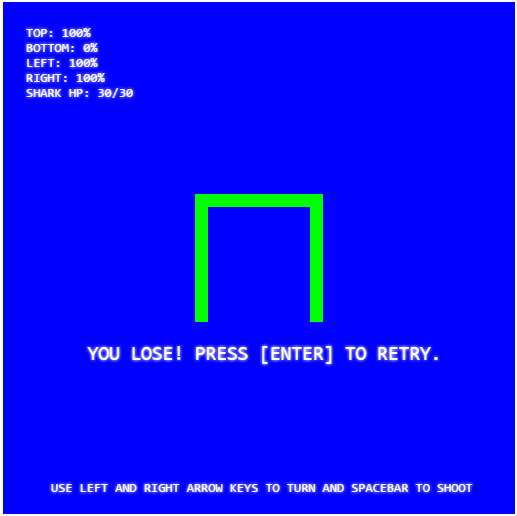 TOP: 100%
BOTTOM: 0%
LEFT: 100%
RIGHT: 100%
SHARK HP: 30/30
YOU LOSE! PRESS [ENTER] TO RETRY.
USE LEFT AND RIGHT ARROW KEYS TO TURN AND SPACEBAR TO SHOOT